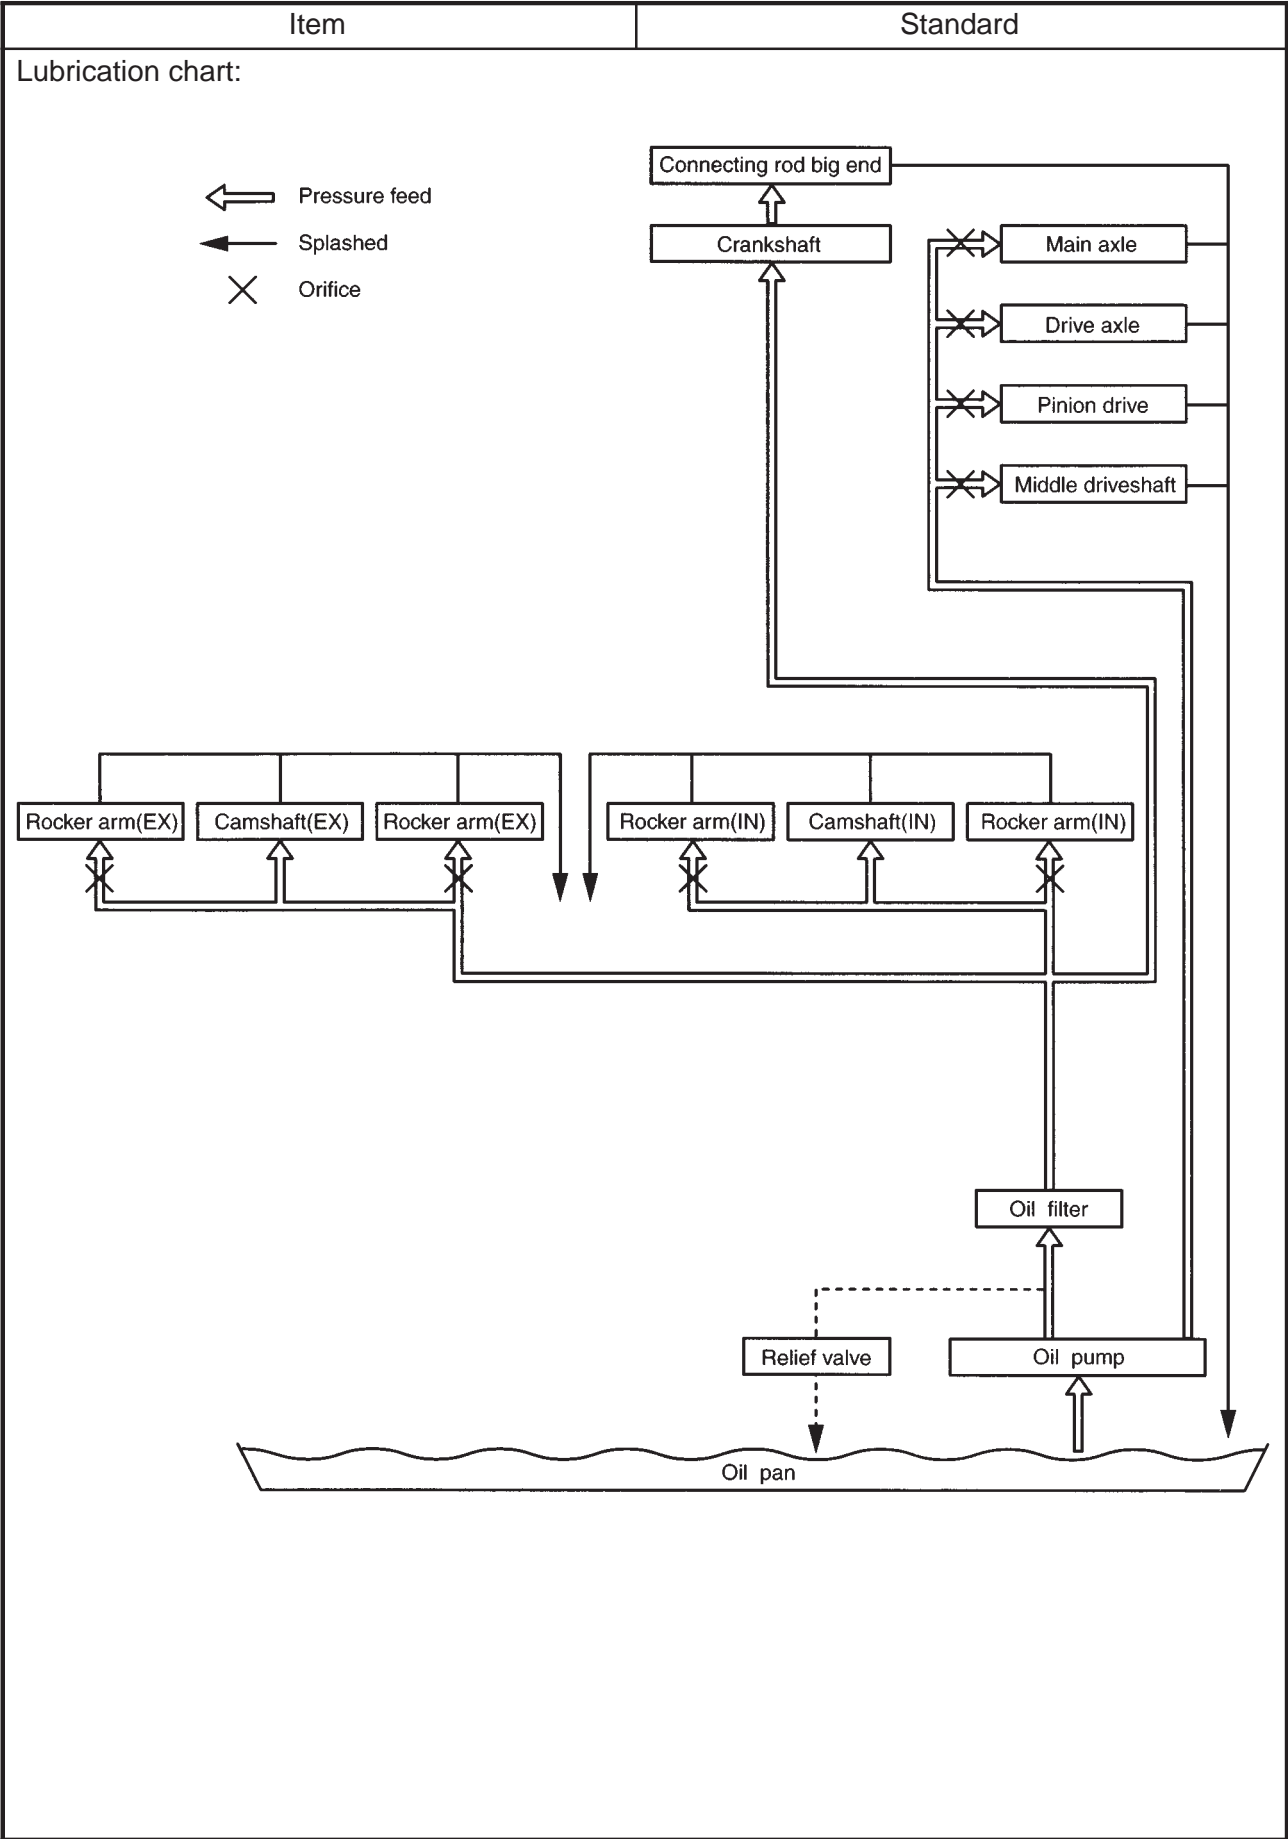 Item
Standard
Lubrication chart:
Pressure feed
Splashed
Orifice
Connecting rod big end
Crankshaft
Main axle
Drive axle
Pinion drive
Middle driveshaft
Rocker arm(EX)
Camshaft(EX)
Rocker arm(EX)
Rocker arm(IN)
Camshaft(IN)
Rocker arm(IN)
Oil filter
Relief valve
Oil pump
Oil pan